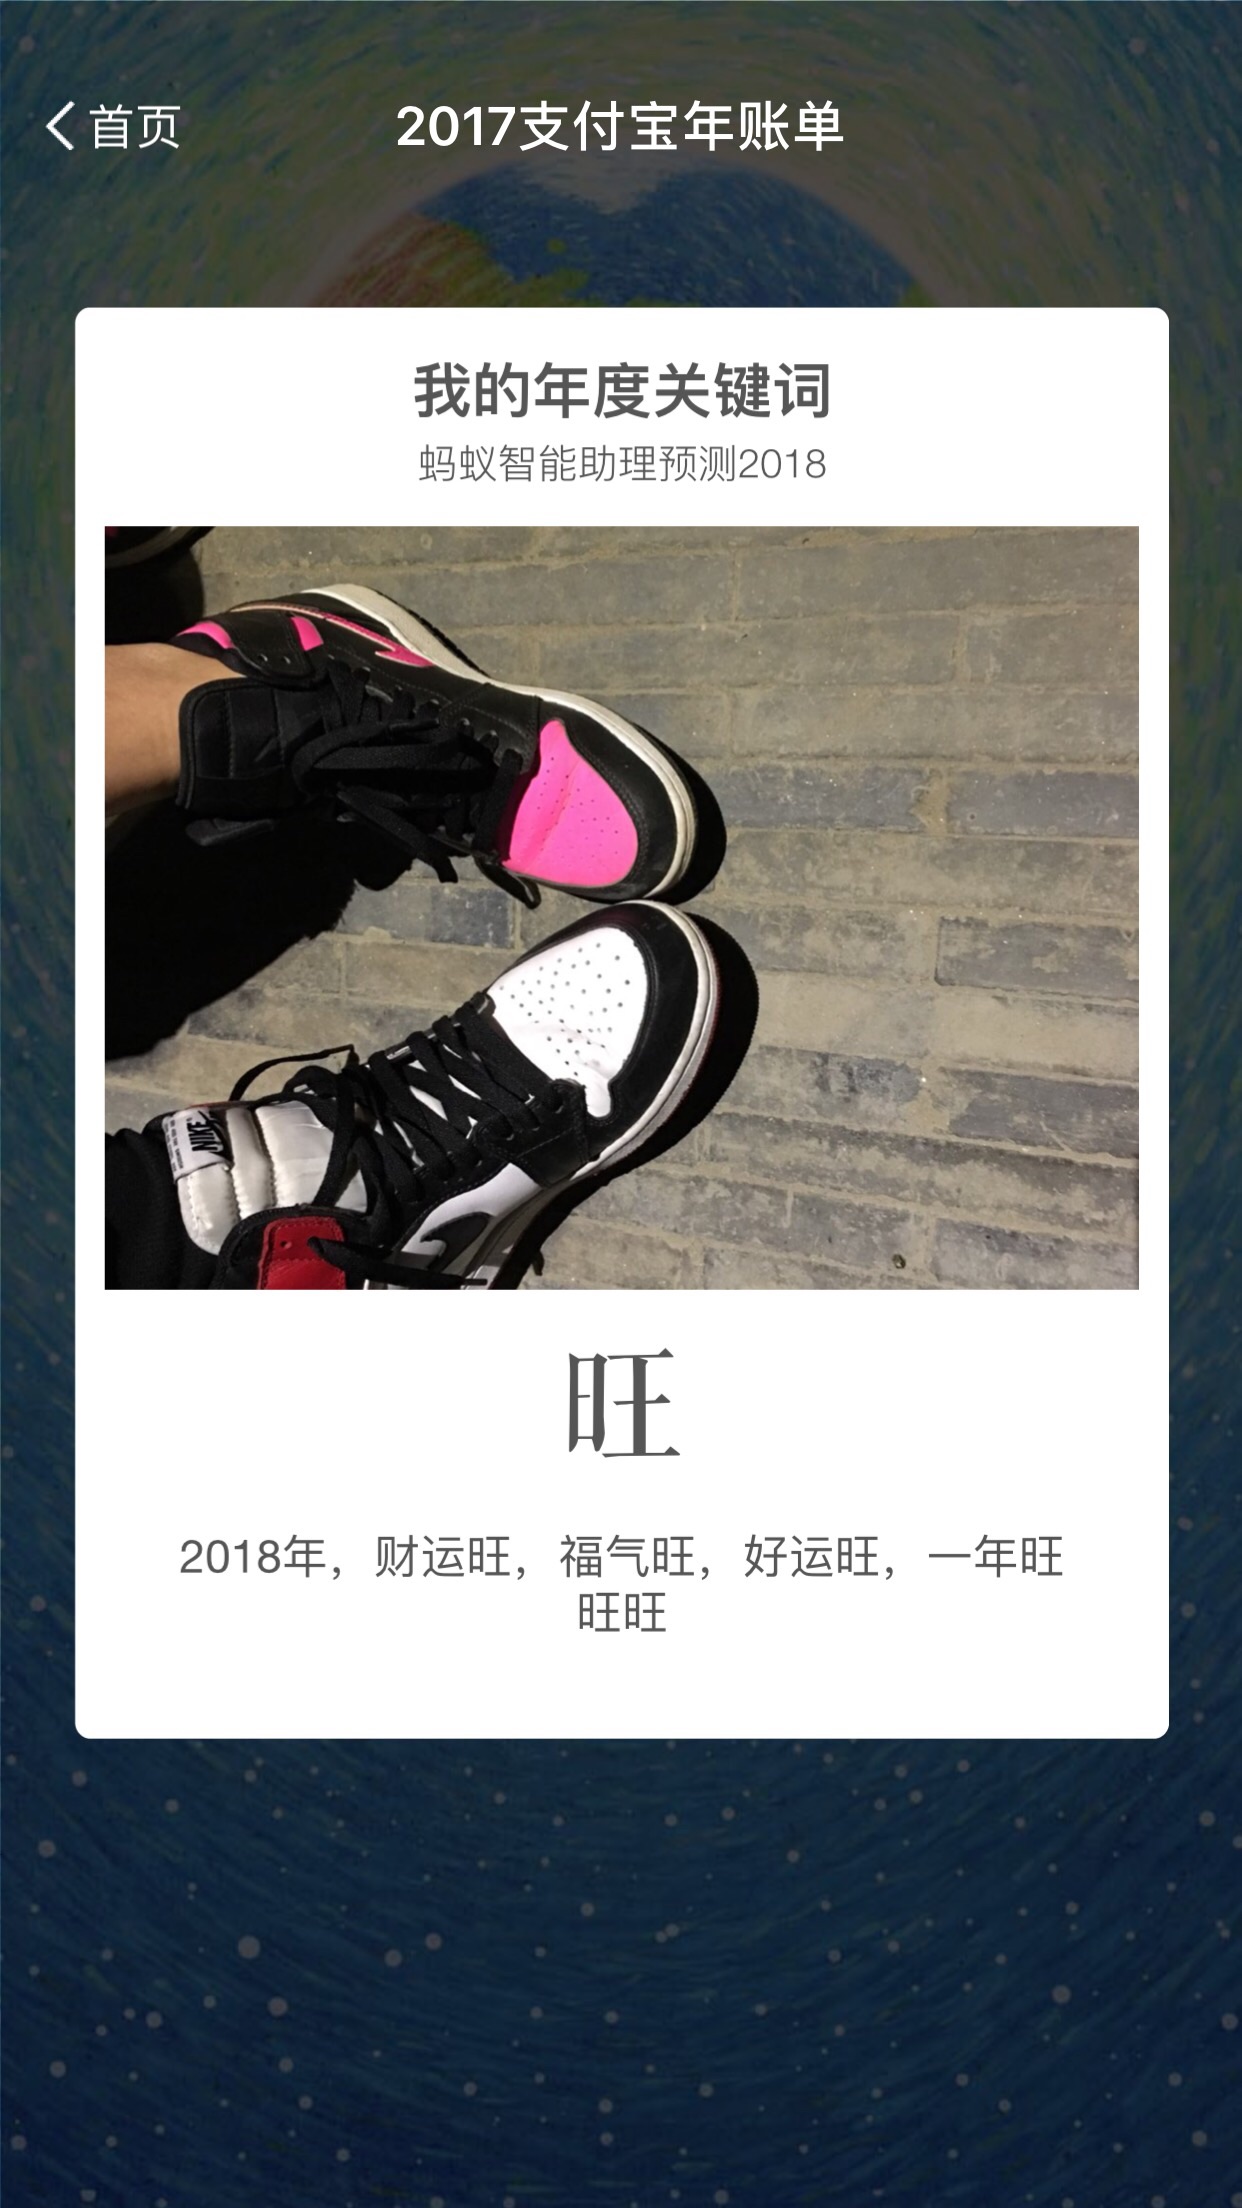 首页
2017支付宝年账单
我的年度关键词
蚂蚁智能助理预测2018
NIKE
旺
2018年，财运旺，福气旺，好运旺，一年旺
旺旺